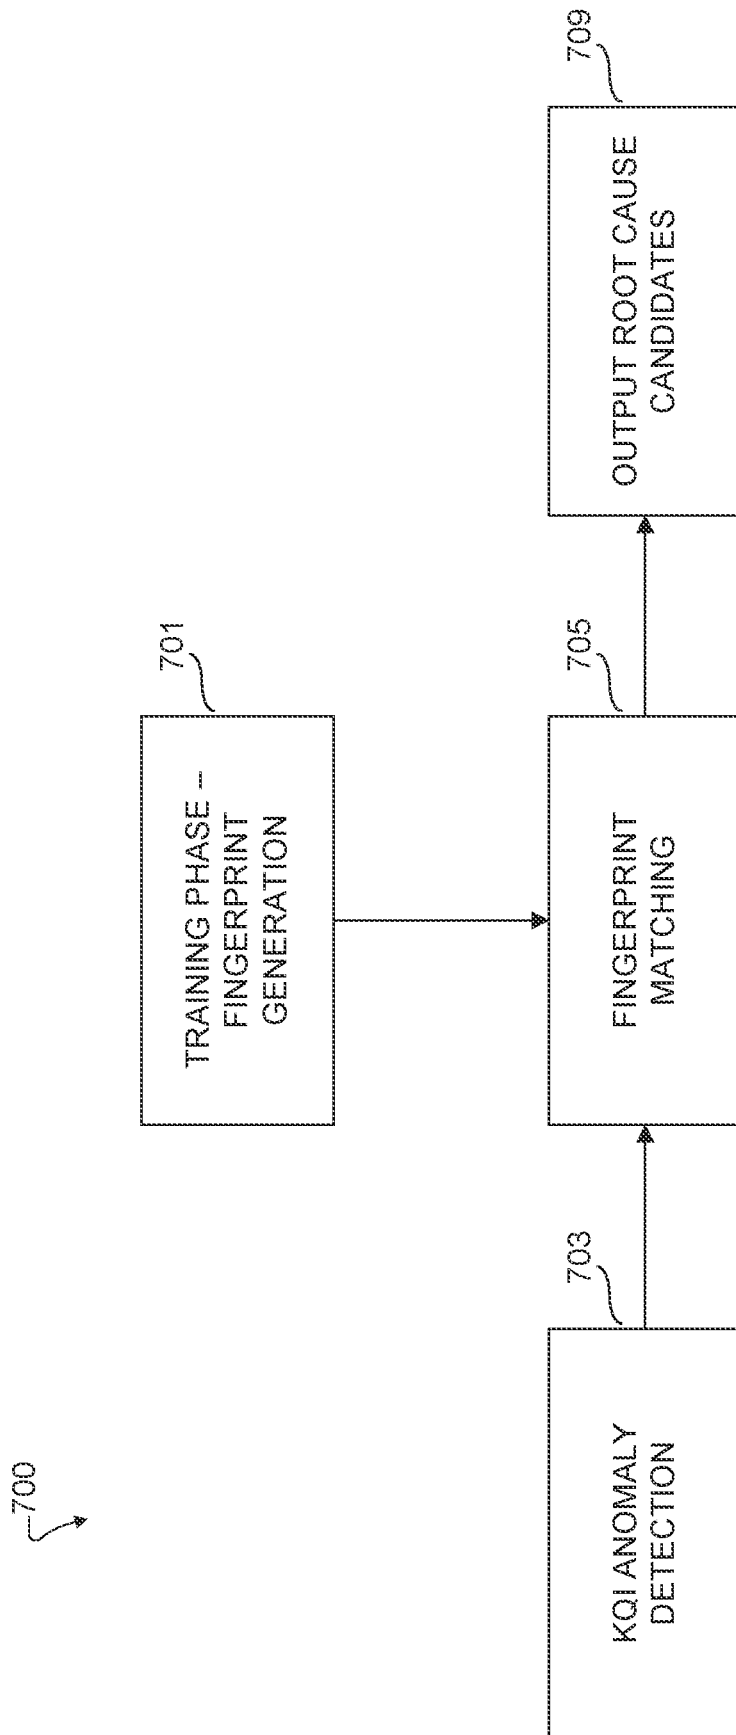 700
701
TRAINING PHASE –
FINGERPRINT
GENERATION
703
KQI ANOMALY
DETECTION
705
FINGERPRINT
MATCHING
709
OUTPUT ROOT CAUSE
CANDIDATES